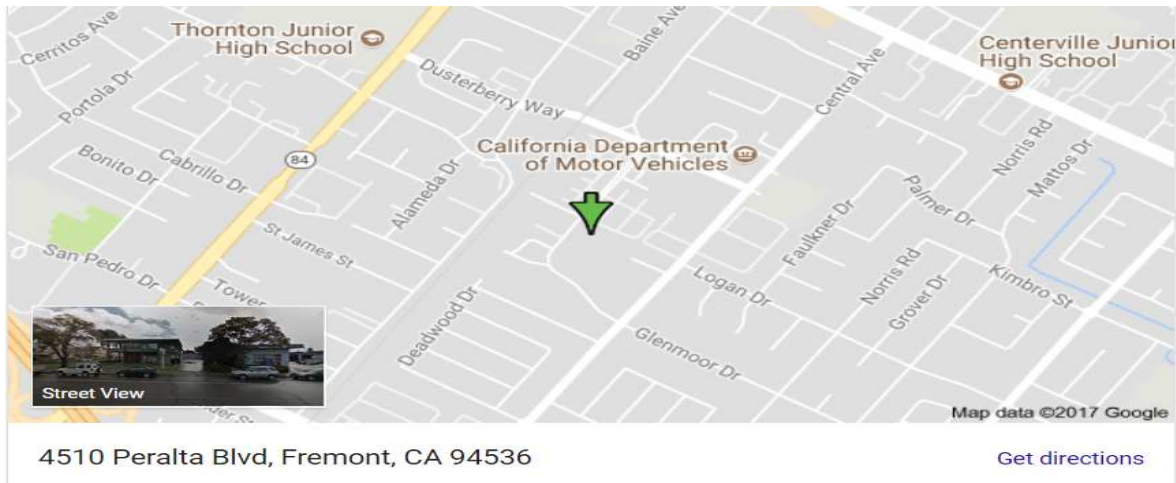 Thornton Junior
High School
Cerritos Ave
Portola Dr
Baine Ave
Central Ave
Centerville Junior
High School
Dusterberry Way
California Department
of Motor Vehicles
84
Bonito Dr
Cabrillo Dr
Alameda Dr
Norris Rd
Mattos Dr
Palmer Dr
St James St
Faulkner Dr
San Pedro Dr
Tower
Logan Dr
Norris Rd
Grover Dr
Kimbro St
Deadwood Dr
Glenmoor Dr
Street View
Map data ©2017 Google
4510 Peralta Blvd, Fremont, CA 94536
Get directions